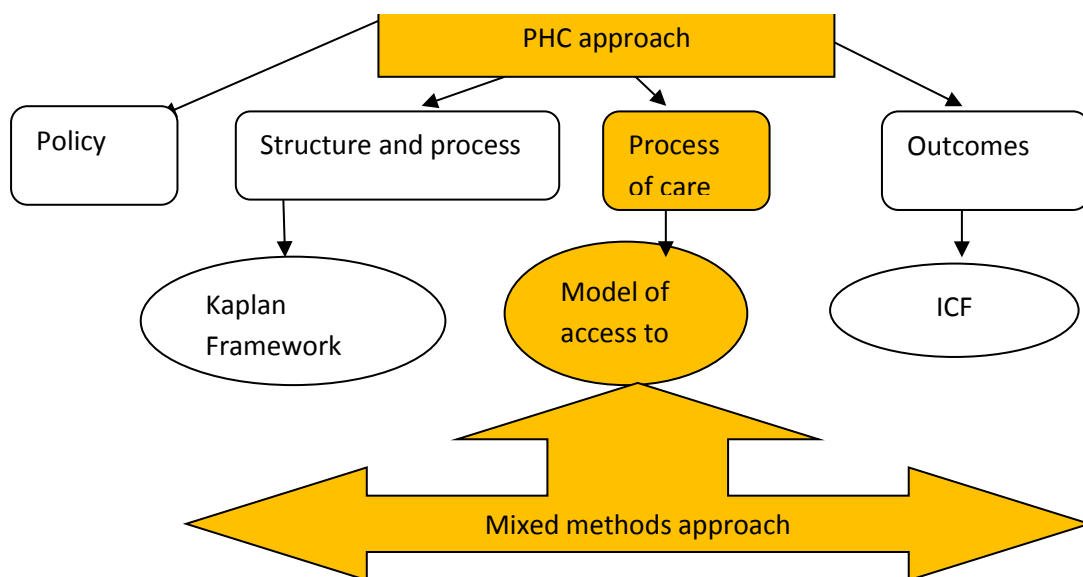 PHC approach
Policy
Structure and process
Process
of care
Outcomes
Kaplan
Framework
Model of
access to
ICF
Mixed methods approach